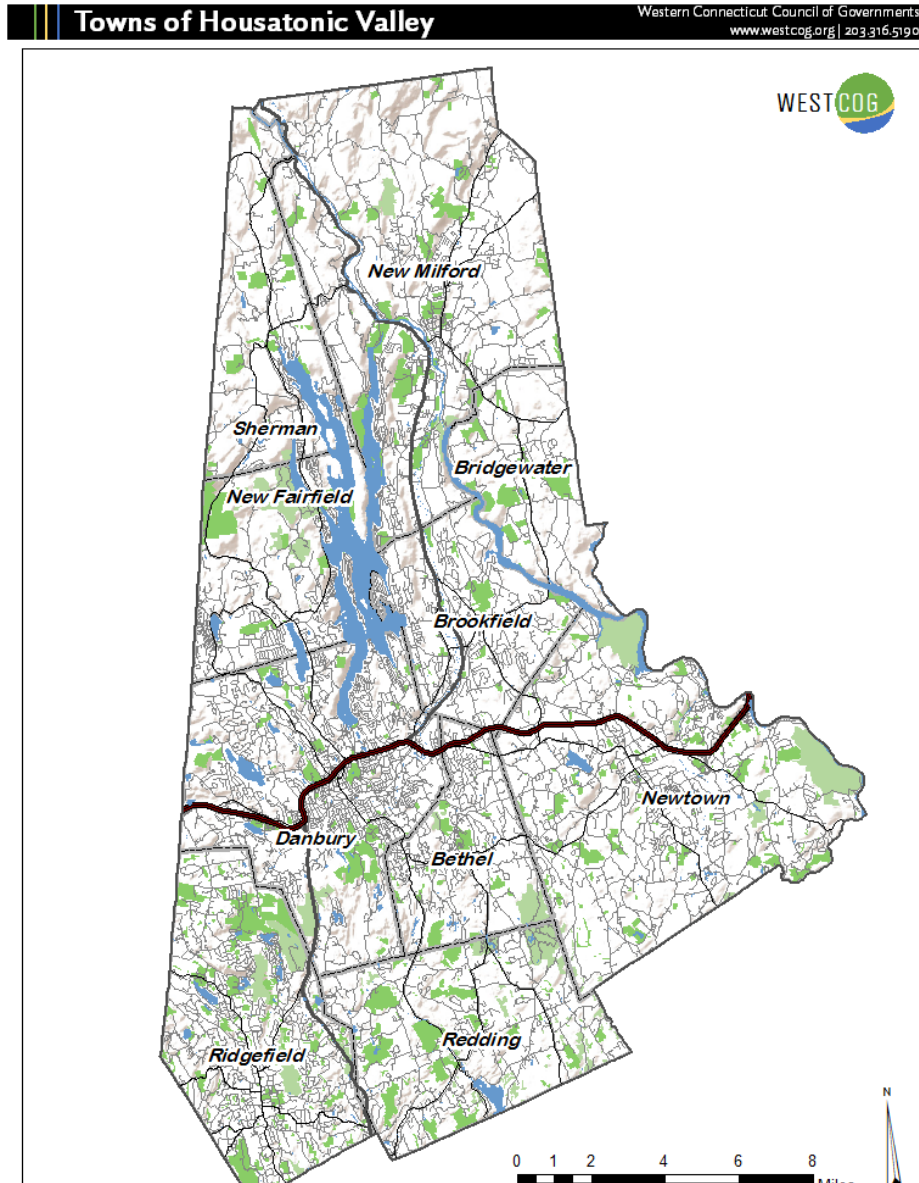 Towns of Housatonic Valley
Western Connecticut Council of Governments
www.westcog.org | 203.316.5190
WESTCOG
New Milford
Sherman
Bridgewater
New Fairfield
Brookfield
Newtown
Danbury
Bethel
Redding
Ridgefield
N
0 1 2 4 6 8
Miles